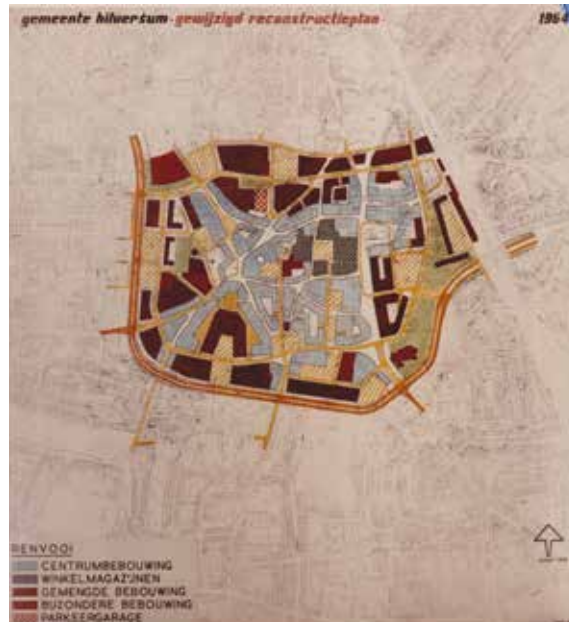 gemeente hilversum - gewijzigd reconstructieplan - 1964
RENVOOI
CENTRUMBEBOUWING
WINKELMAGAZIJNEN
GEMENGDE BEBOUWING
BIJZONDERE BEBOUWING
PARKEERGARAGE